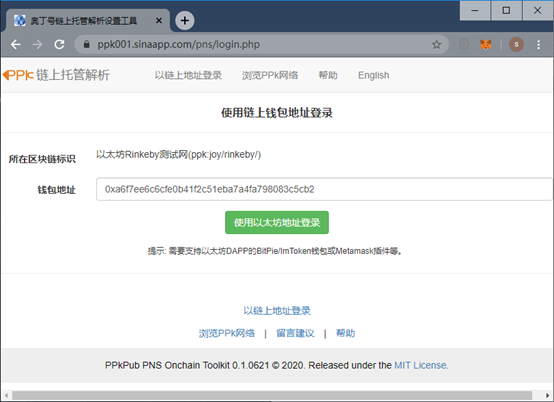 奥丁号链上托管解析设置工具
ppk001.sinaapp.com/pns/login.php
S
PPk 链上托管解析 以链上地址登录 浏览PPk网络 帮助 English
使用链上钱包地址登录
所在区块链标识 以太坊Rinkeby测试网(ppk:joy/rinkeby/)
钱包地址 0xa6f7ee6c6cfe0b41f2c51eba7a4fa798083c5cb2
使用以太坊地址登录
提示: 需要支持以太坊DAPP的BitPie/ImToken钱包或Metamask插件等。
以链上地址登录
浏览PPk网络 | 留言建议 | 帮助
PPkPub PNS Onchain Toolkit 0.1.0621 © 2020. Released under the MIT License.